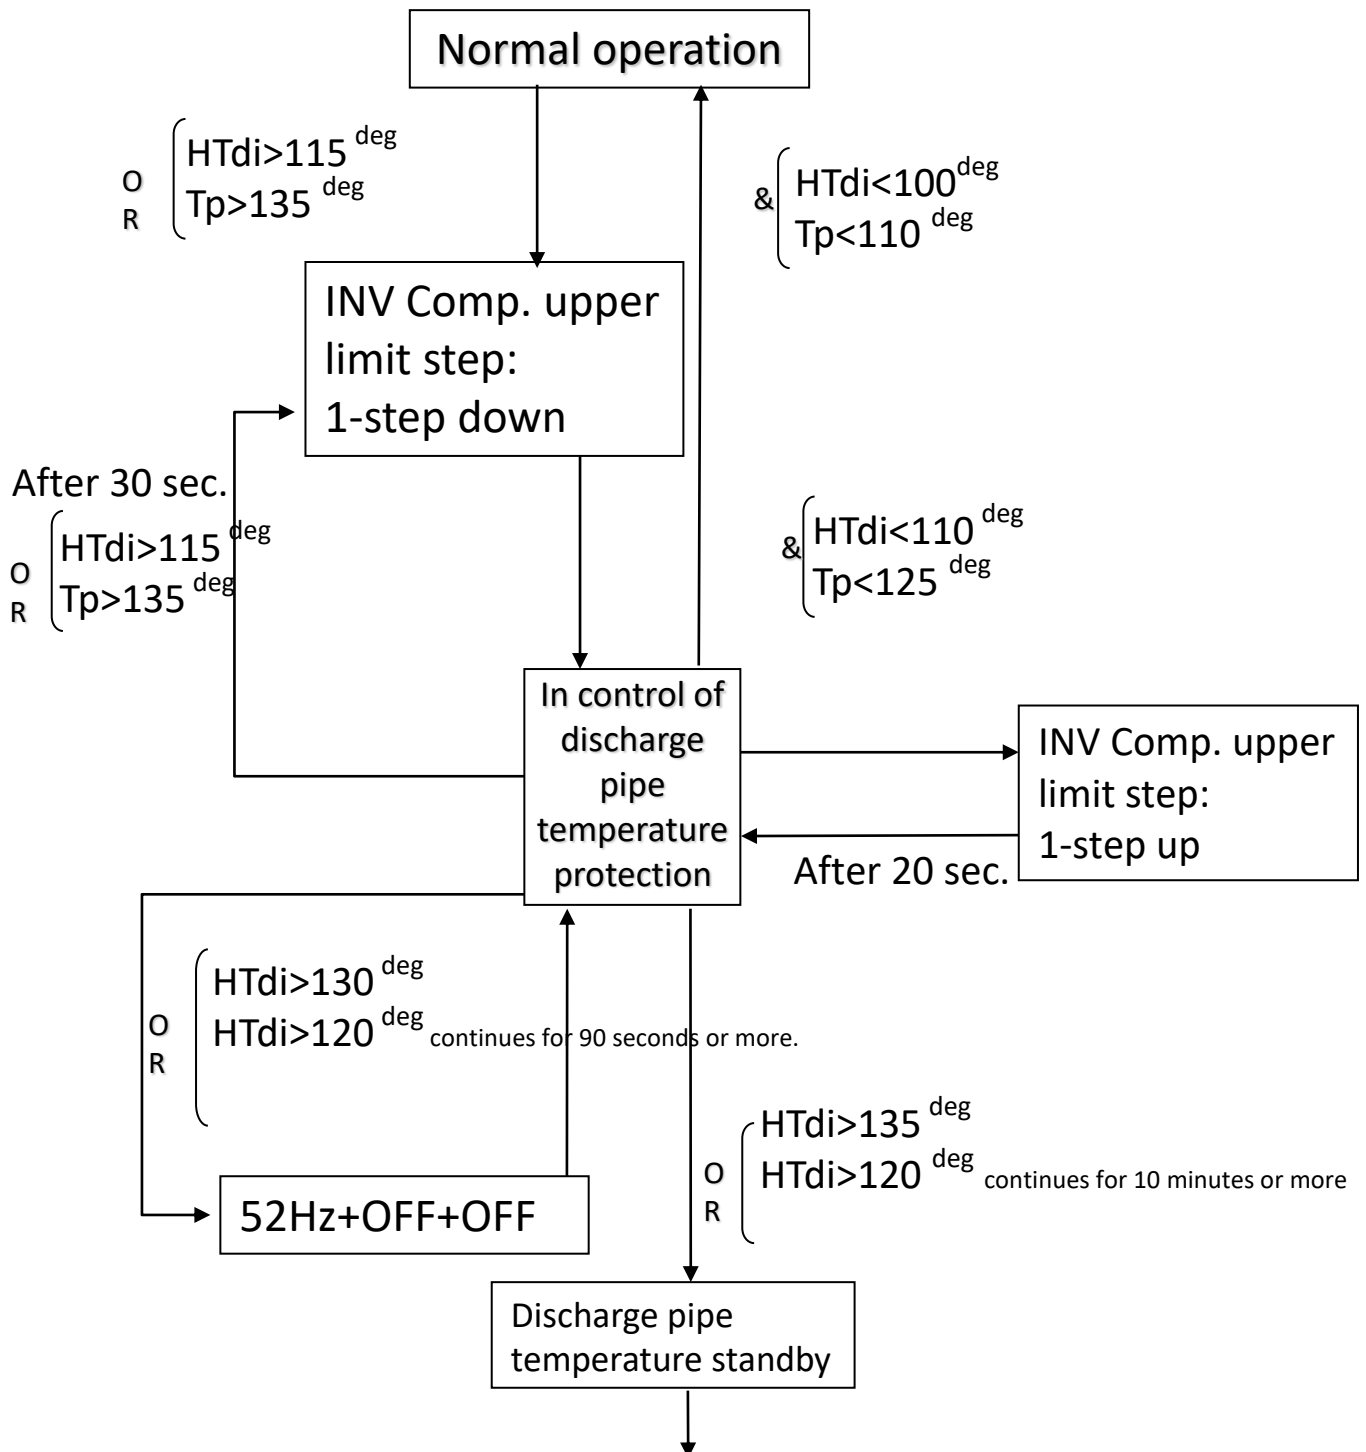 Normal operation
HTdi>115 deg
Tp>135 deg
O
R
HTdi<100 deg
Tp<110 deg
&
INV Comp. upper
limit step:
1-step down
After 30 sec.
HTdi>115 deg
Tp>135 deg
O
R
HTdi<110 deg
Tp<125 deg
&
In control of
discharge
pipe
temperature
protection
INV Comp. upper
limit step:
1-step up
After 20 sec.
HTdi>130 deg
HTdi>120 deg continues for 90 seconds or more.
O
R
HTdi>135 deg
HTdi>120 deg continues for 10 minutes or more
O
R
52Hz+OFF+OFF
Discharge pipe
temperature standby